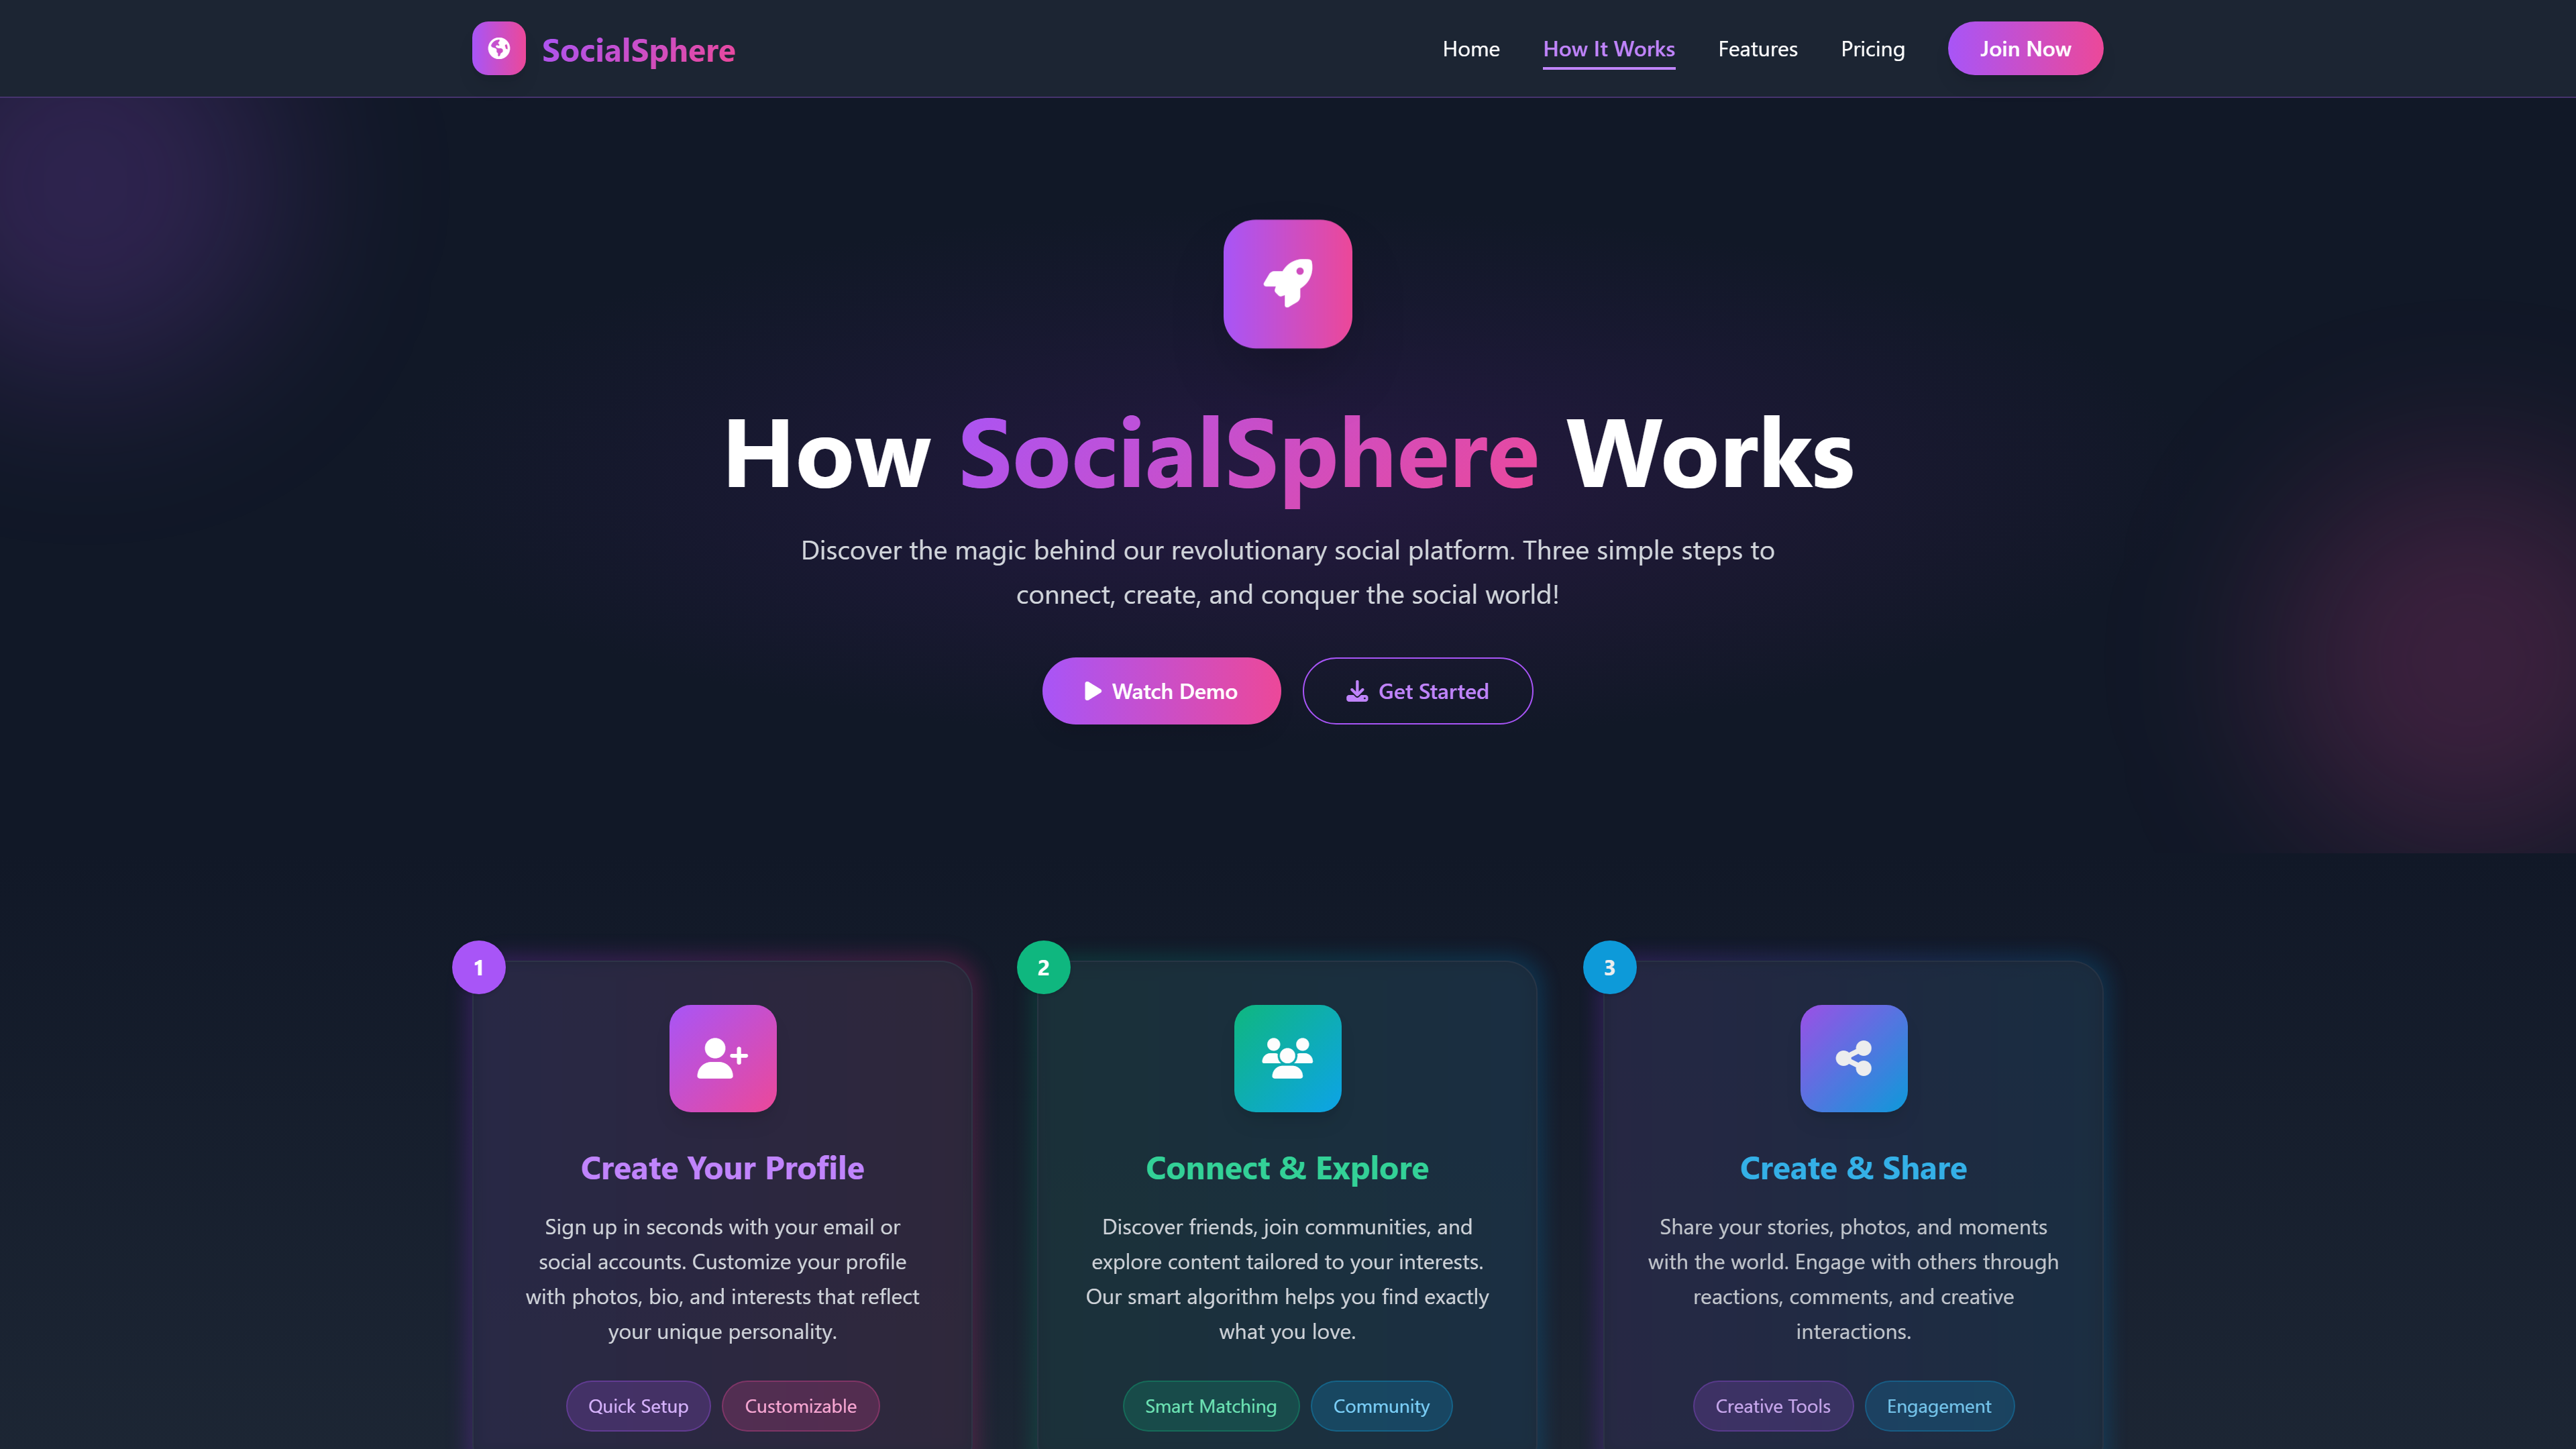 SocialSphere
Home
How It Works
Features
Pricing
Join Now
How SocialSphere Works
Discover the magic behind our revolutionary social platform. Three simple steps to
connect, create, and conquer the social world!
Watch Demo
Get Started
1
Create Your Profile
Sign up in seconds with your email or
social accounts. Customize your profile
with photos, bio, and interests that reflect
your unique personality.
Quick Setup
Customizable
2
Connect & Explore
Discover friends, join communities, and
explore content tailored to your interests.
Our smart algorithm helps you find exactly
what you love.
Smart Matching
Community
3
Create & Share
Share your stories, photos, and moments
with the world. Engage with others through
reactions, comments, and creative
interactions.
Creative Tools
Engagement